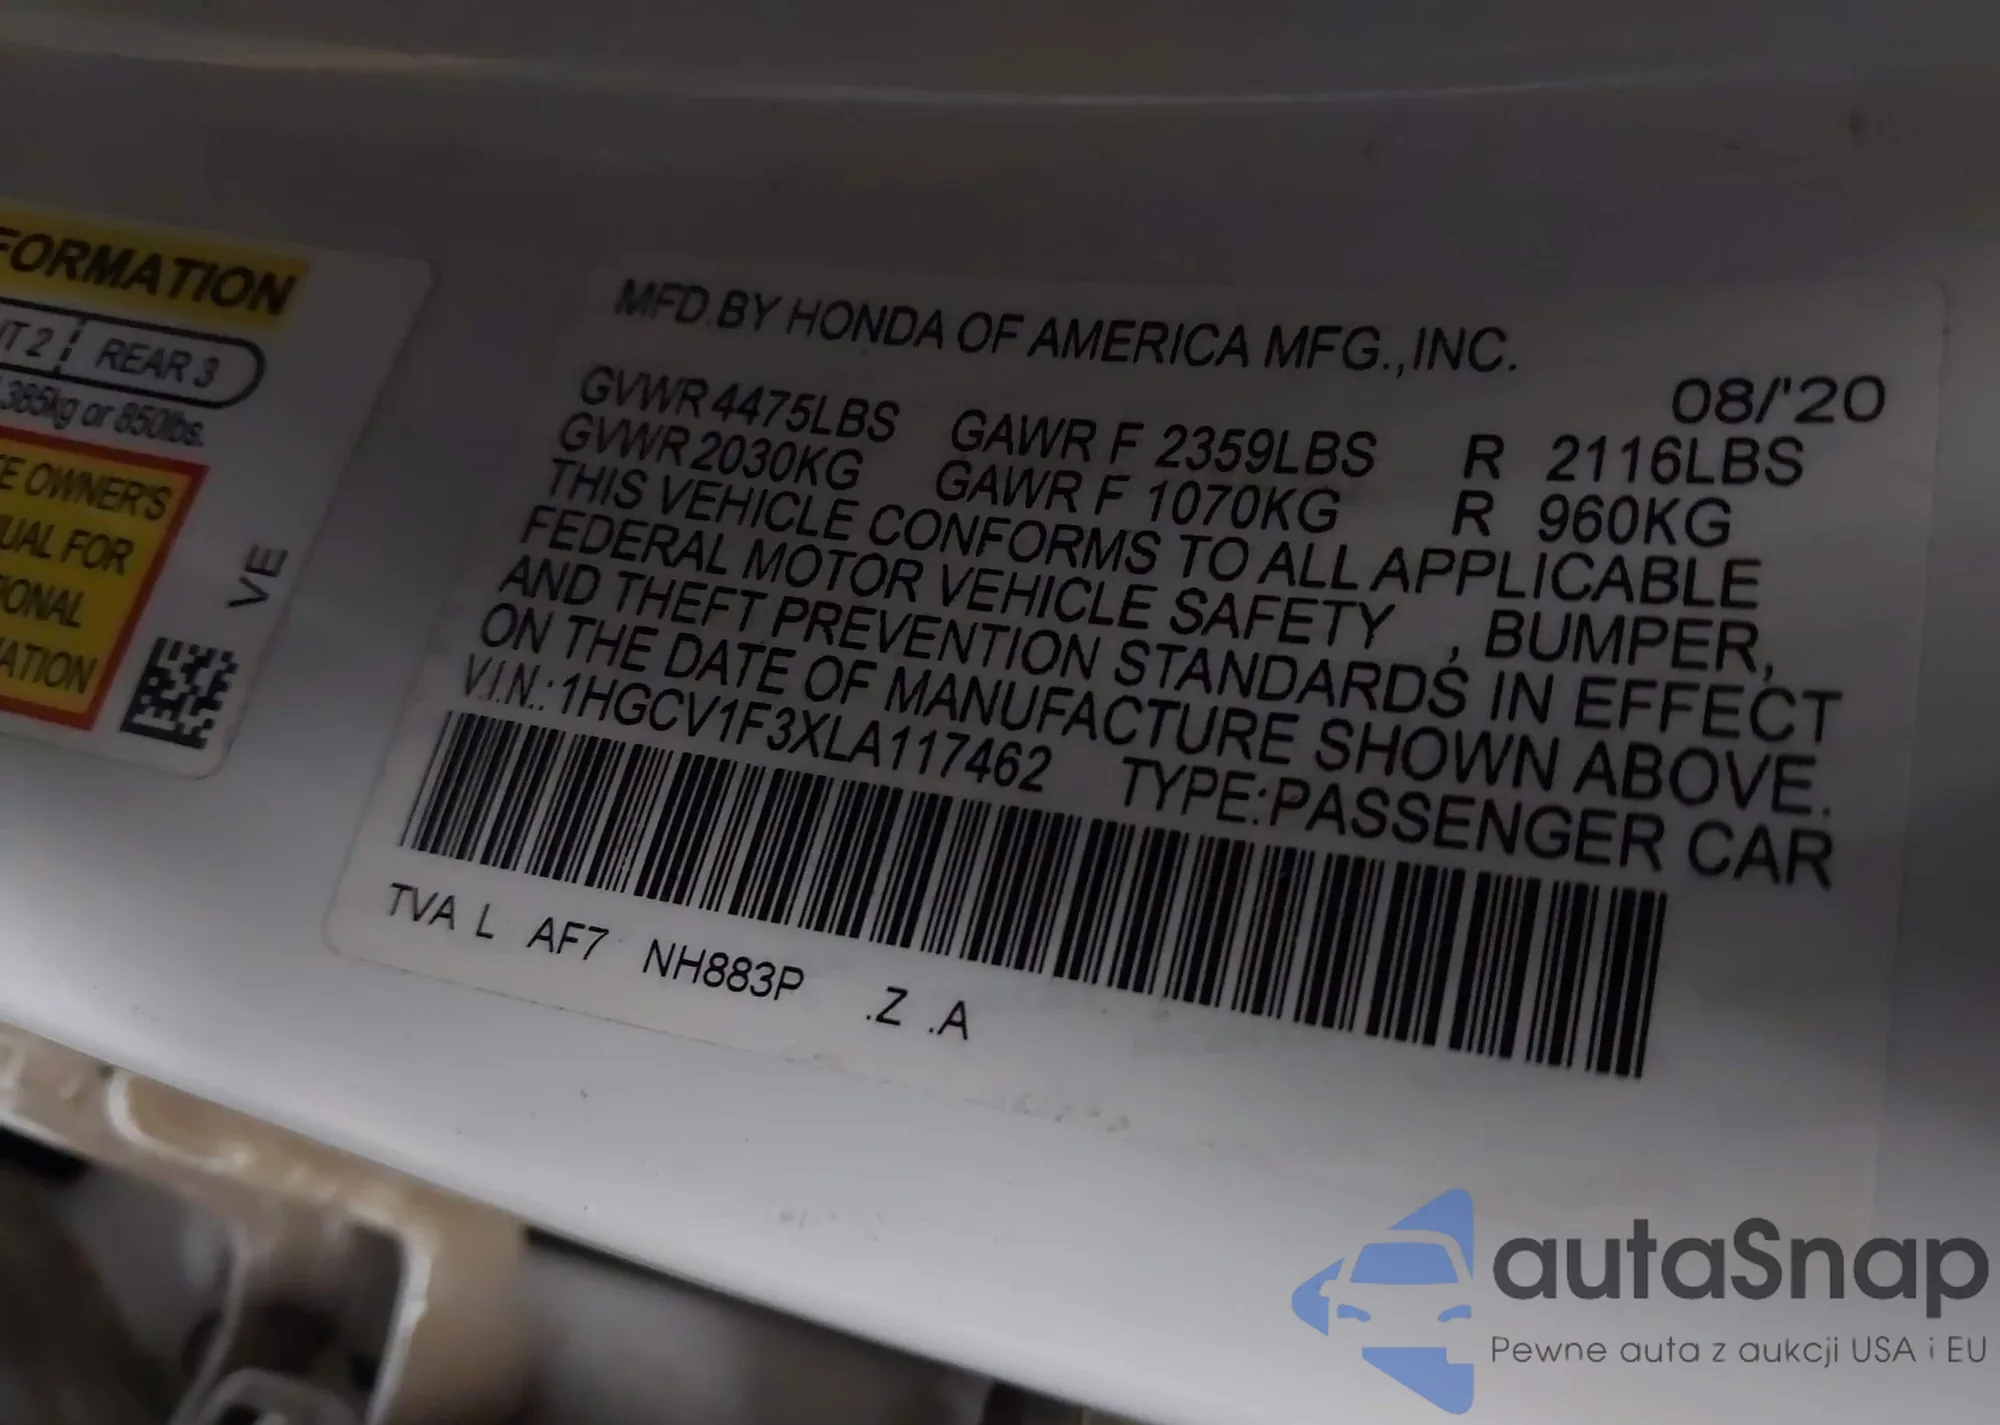 FORMATION
NT 2 | REAR 3
385kg or 850lbs.
EE OWNER'S
UAL FOR
IONAL
ATION
VE
MFD.BY HONDA OF AMERICA MFG.,INC.
08/'20
GVWR 4475LBS GAWR F 2359LBS R 2116LBS
GVWR 2030KG GAWR F 1070KG R 960KG
THIS VEHICLE CONFORMS TO ALL APPLICABLE
FEDERAL MOTOR VEHICLE SAFETY , BUMPER,
AND THEFT PREVENTION STANDARDS IN EFFECT
ON THE DATE OF MANUFACTURE SHOWN ABOVE.
V.I.N.:1HGCV1F3XLA117462 TYPE:PASSENGER CAR
TVA L AF7 NH883P .Z .A
autaSnap
Pewne auta z aukcji USA i EU